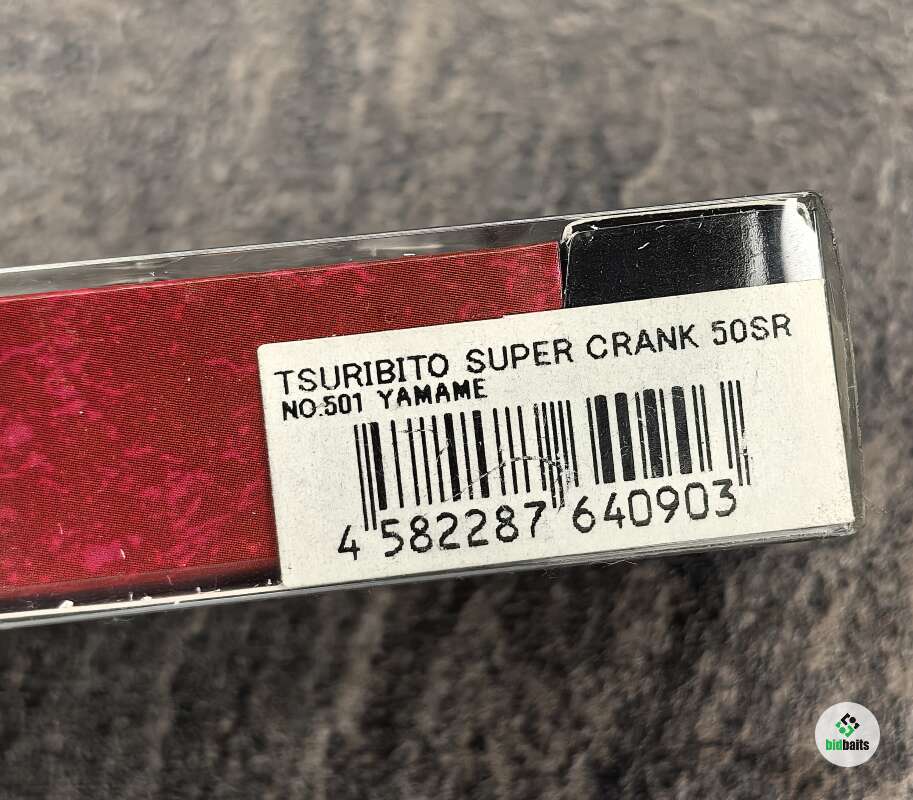 TSURIBITO SUPER CRANK 50SR
NO.501 YAMAME
4 582287 640903
bidbaits